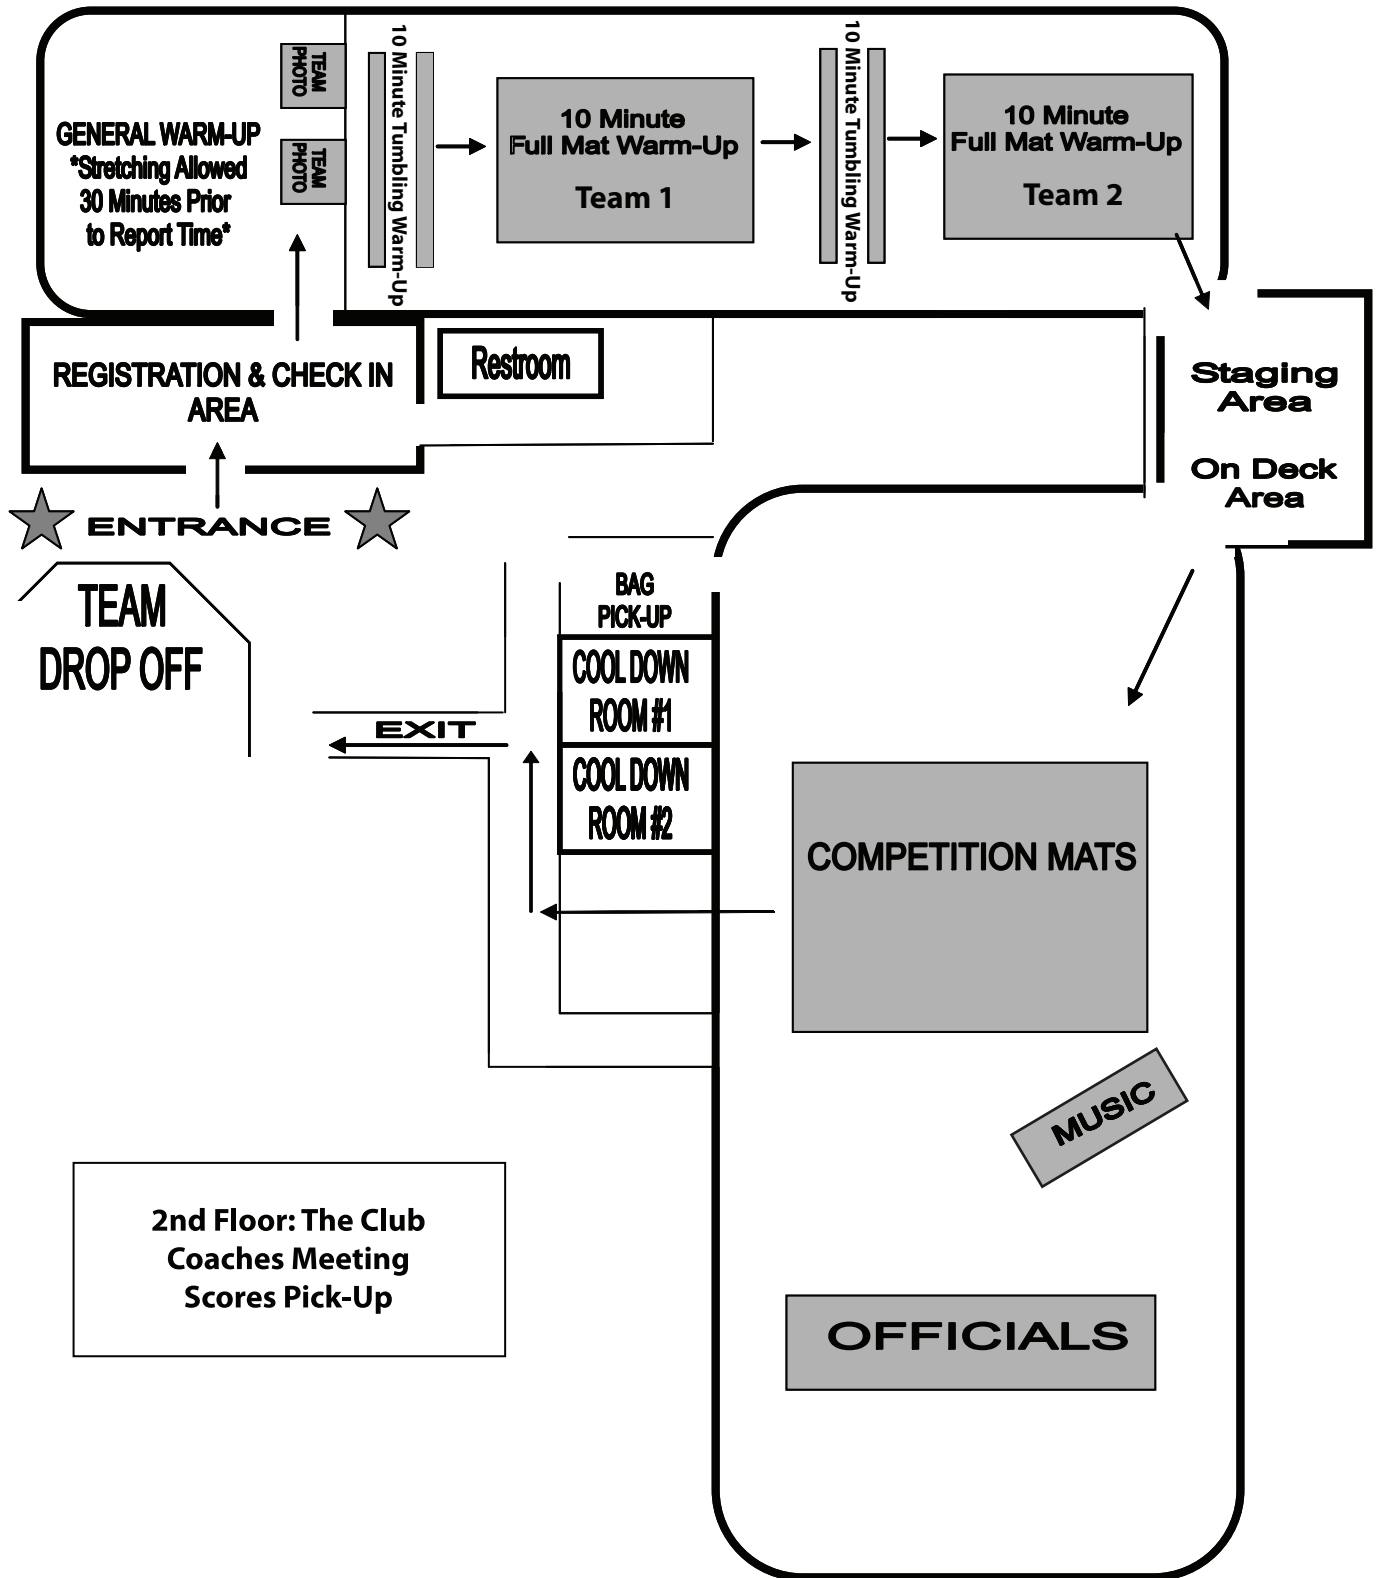 TEAM
PHOTO
TEAM
PHOTO
GENERAL WARM-UP
*Stretching Allowed
30 Minutes Prior
to Report Time*
10 Minute Tumbling Warm-Up
10 Minute
Full Mat Warm-Up
Team 1
10 Minute Tumbling Warm-Up
10 Minute
Full Mat Warm-Up
Team 2
REGISTRATION & CHECK IN
AREA
Restroom
Staging
Area
On Deck
Area
ENTRANCE
TEAM
DROP OFF
BAG
PICK-UP
COOL DOWN
ROOM #1
EXIT
COOL DOWN
ROOM #2
COMPETITION MATS
MUSIC
2nd Floor: The Club
Coaches Meeting
Scores Pick-Up
OFFICIALS